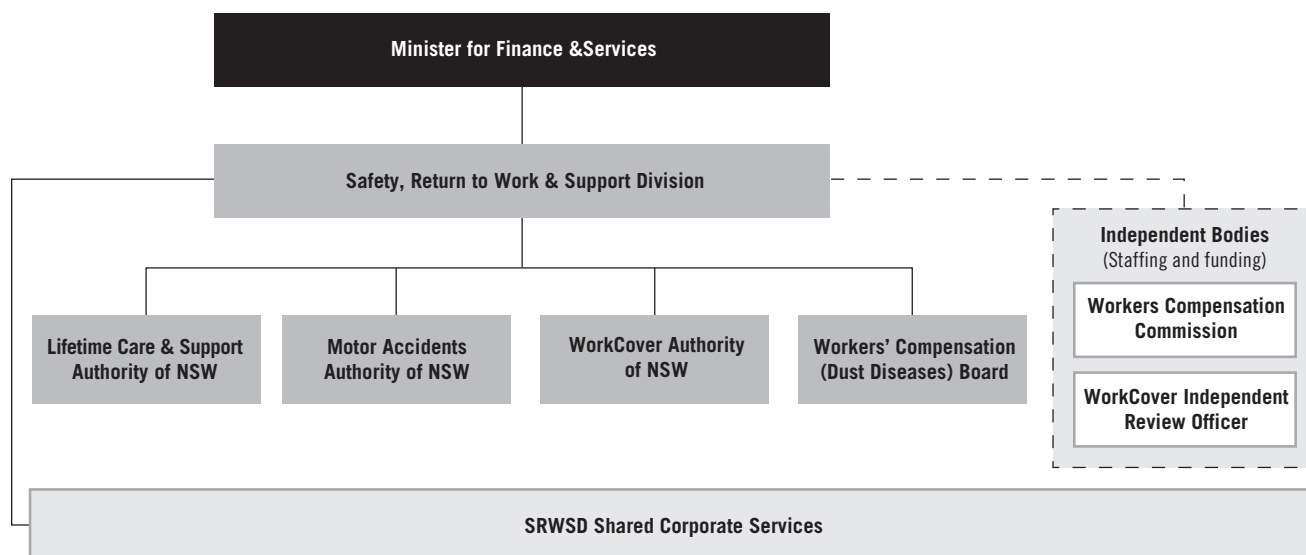 Minister for Finance &Services
Safety, Return to Work & Support Division
Independent Bodies
(Staffing and funding)
Workers Compensation
Commission
WorkCover Independent
Review Officer
Lifetime Care & Support
Authority of NSW
Motor Accidents
Authority of NSW
WorkCover Authority
of NSW
Workers’ Compensation
(Dust Diseases) Board
SRWSD Shared Corporate Services